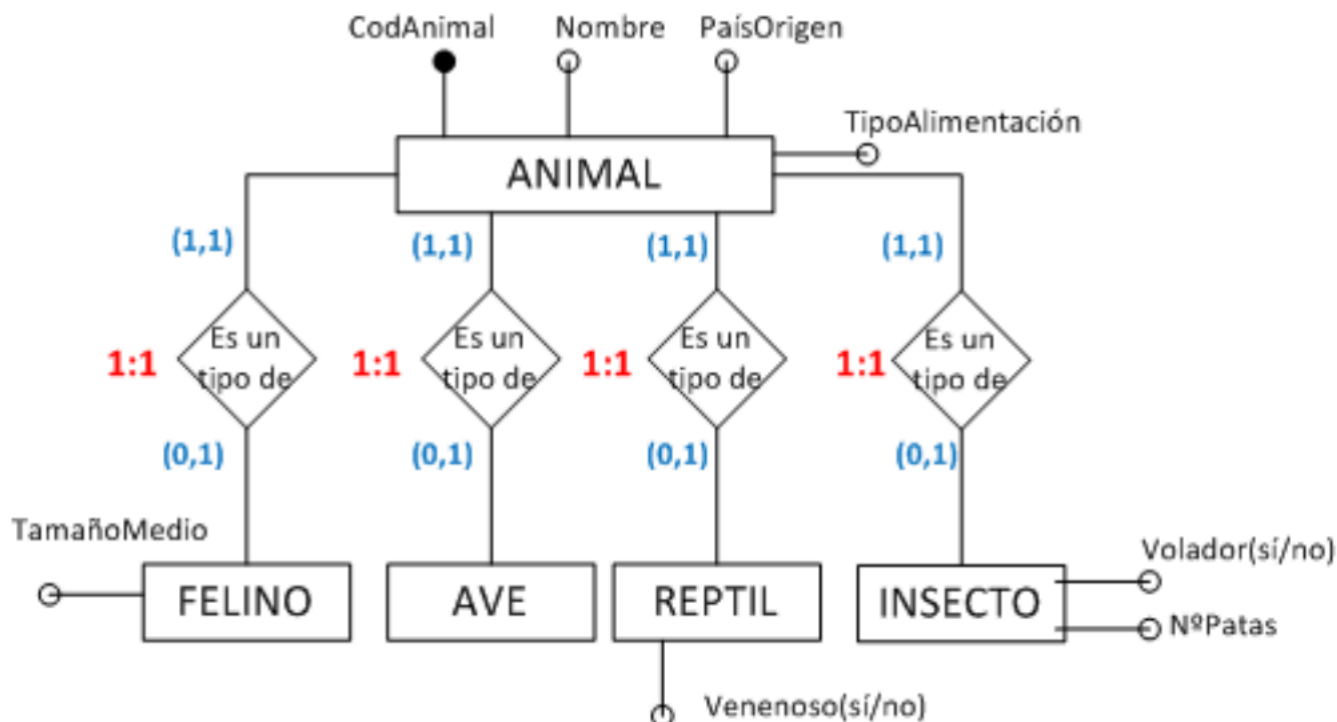 CodAnimal Nombre PaísOrigen
TipoAlimentación
ANIMAL
(1,1) (1,1) (1,1) (1,1)
Es un Es un Es un Es un
1:1 1:1 1:1 1:1
tipo de tipo de tipo de tipo de
(0,1) (0,1) (0,1) (0,1)
TamañoMedio
Volador(sí/no)
FELINO AVE REPTIL INSECTO
NºPatas
Venenoso(sí/no)